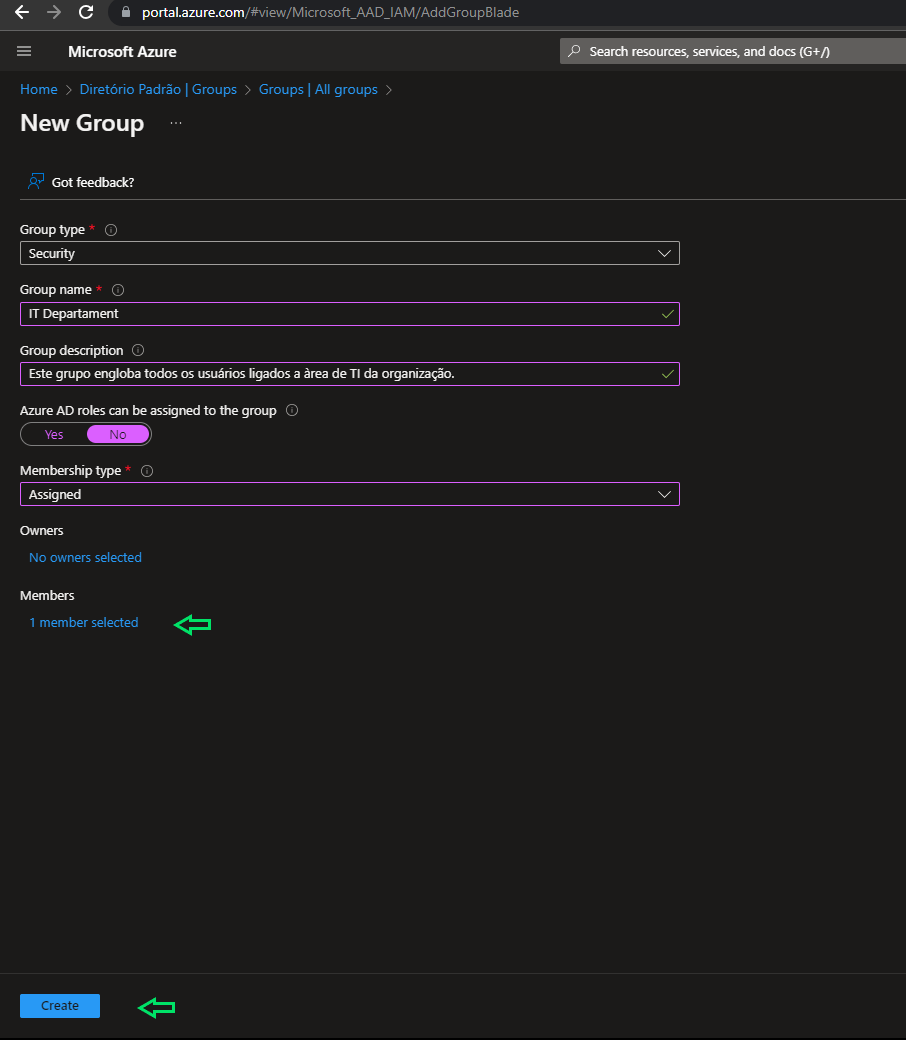 portal.azure.com/#view/Microsoft_AAD_IAM/AddGroupBlade
Microsoft Azure
Search resources, services, and docs (G+/)
Home > Diretório Padrão | Groups > Groups | All groups >
New Group ...
Got feedback?
Group type *
Security
Group name *
IT Departament
Group description
Este grupo engloba todos os usuários ligados a àrea de TI da organização.
Azure AD roles can be assigned to the group
Yes No
Membership type *
Assigned
Owners
No owners selected
Members
1 member selected
Create